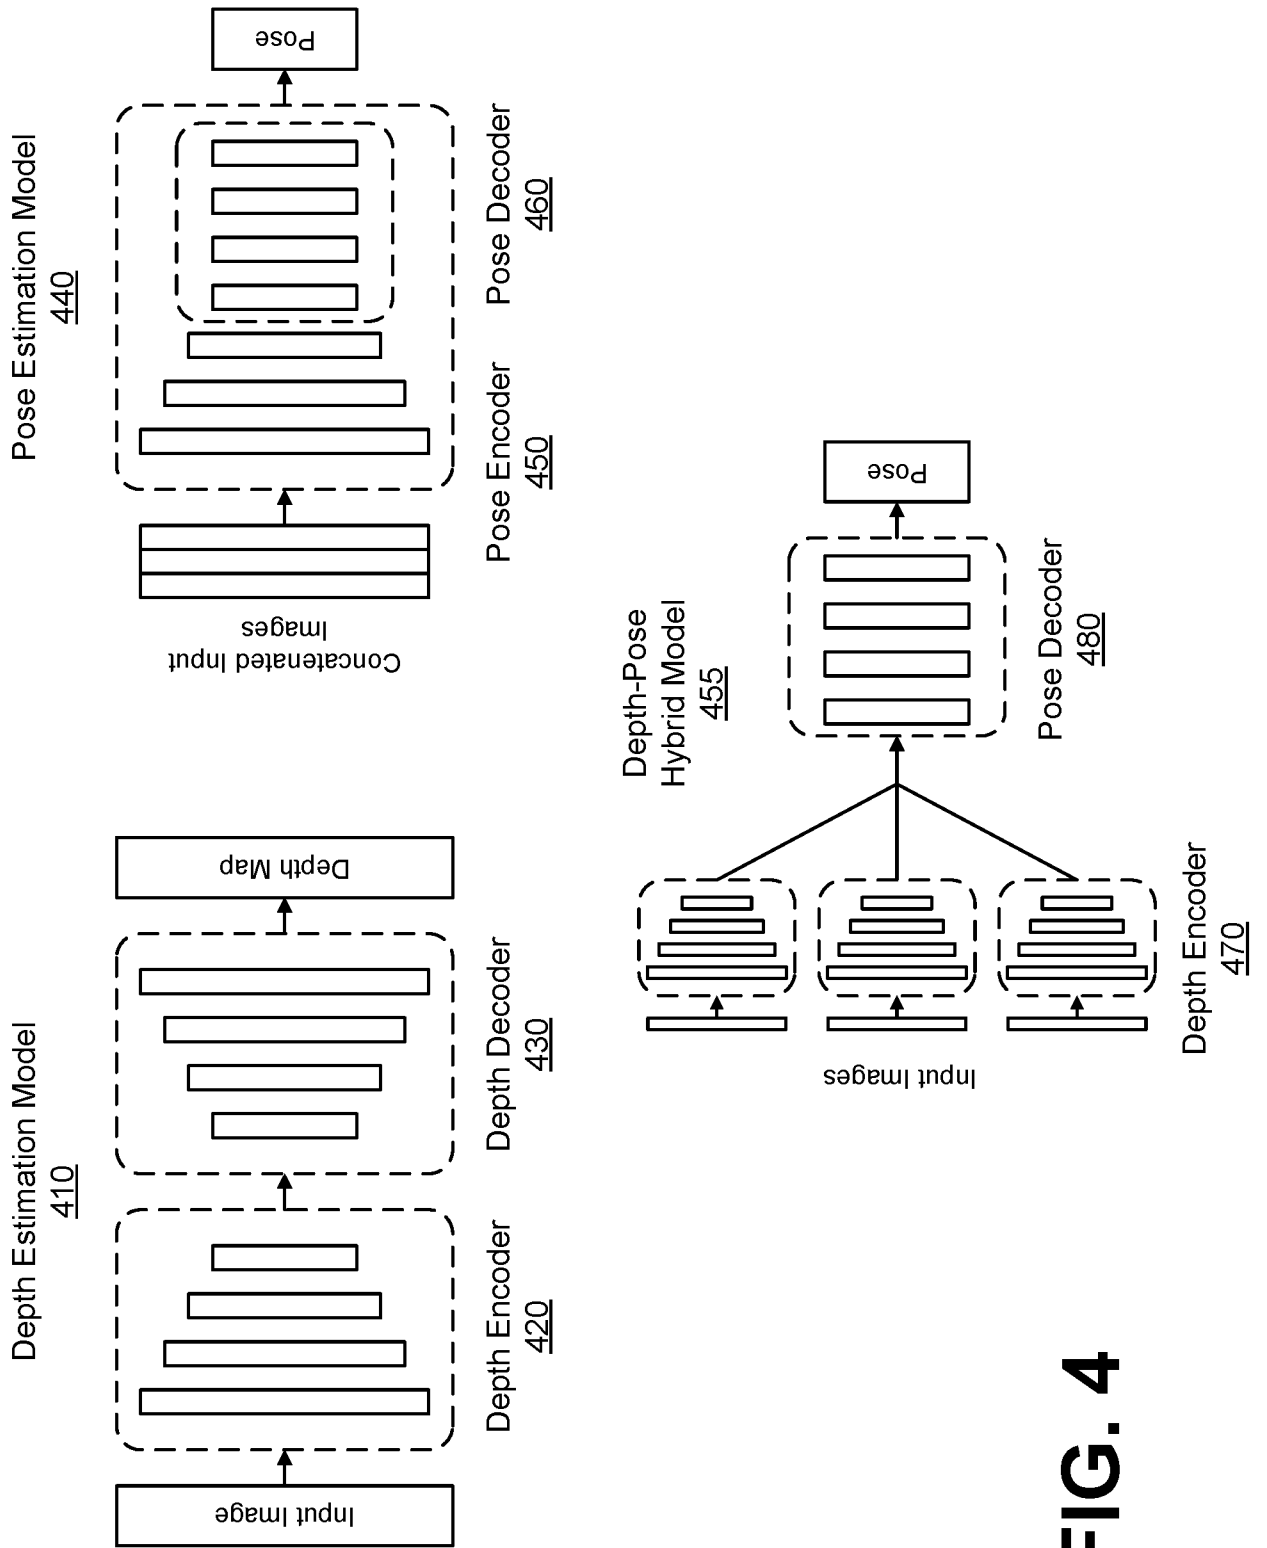 Depth Estimation Model
410
Input Image
Depth Map
Depth Encoder
420
Depth Decoder
430
Pose Estimation Model
440
Concatenated Input
Images
Pose
Pose Encoder
450
Pose Decoder
460
Depth-Pose
Hybrid Model
455
Input Images
Pose
Depth Encoder
470
Pose Decoder
480
FIG. 4